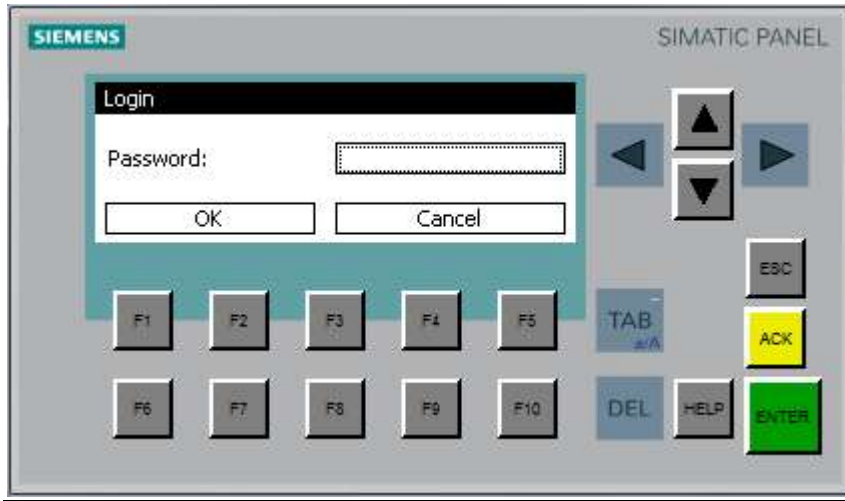 SIEMENS
SIMATIC PANEL
Login
Password:
OK Cancel
ESC
F1 F2 F3 F4 F5 TAB
a/A
ACK
F6 F7 F8 F9 F10 DEL HELP ENTER